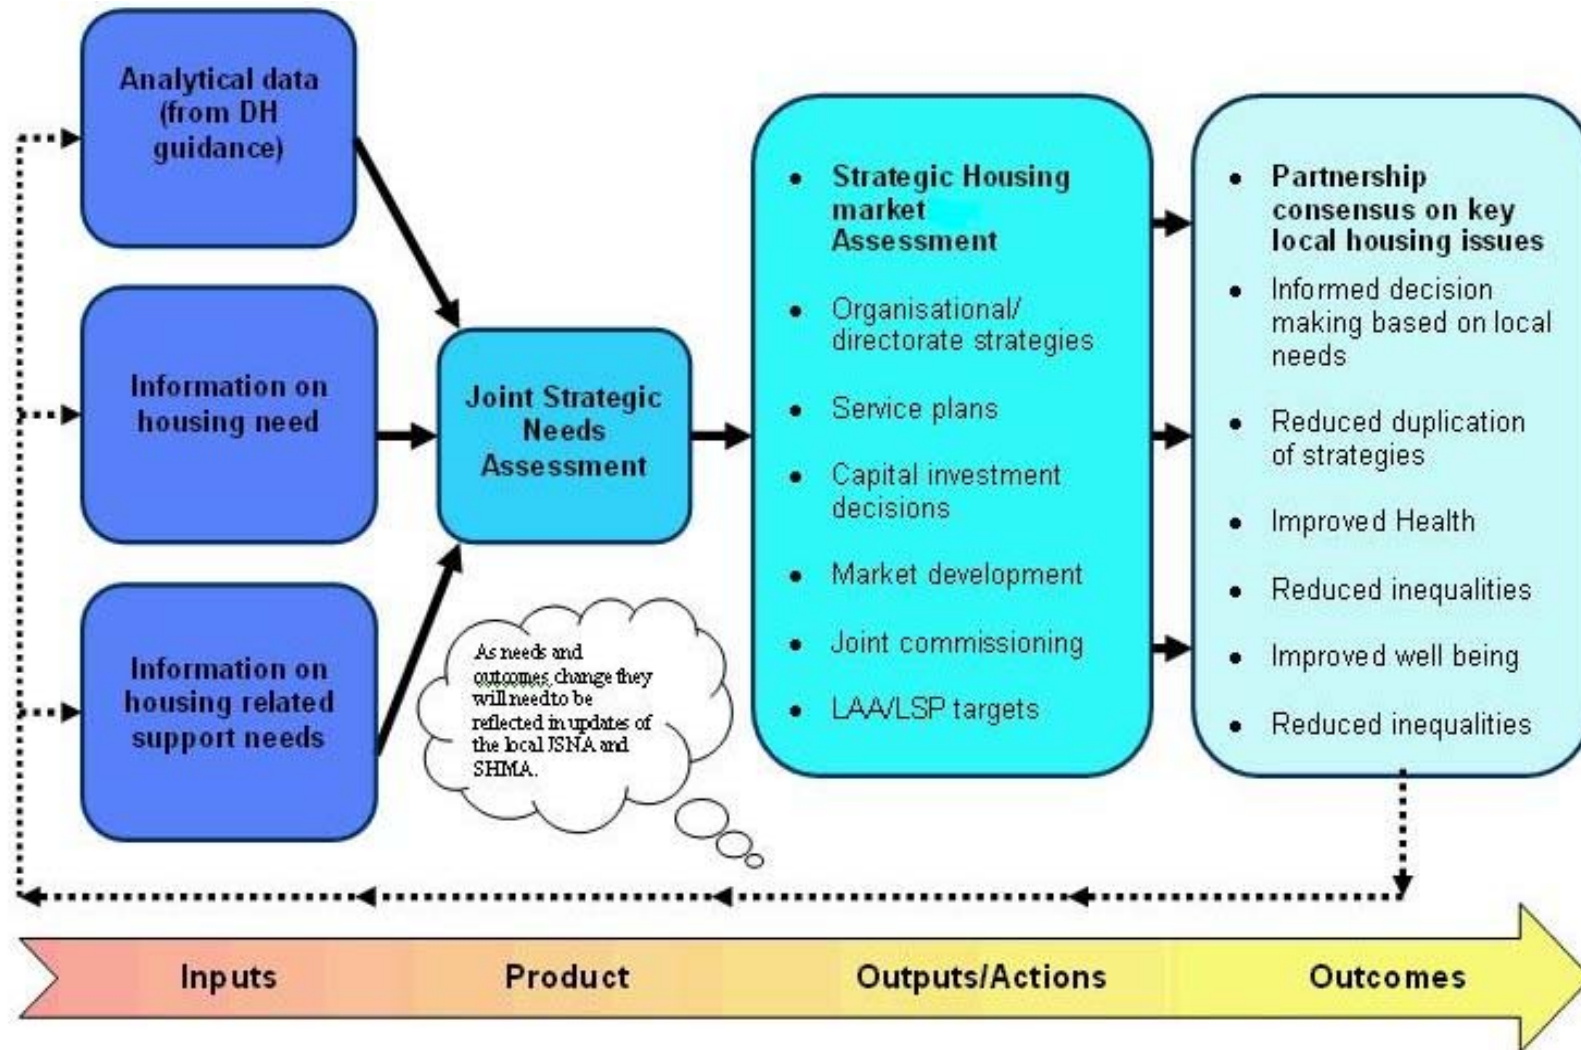 Analytical data
(from DH
guidance)
Information on
housing need
Information on
housing related
support needs
Joint Strategic
Needs
Assessment
As needs and
outcomes change they
will need to be
reflected in updates of
the local JSNA and
SHMA.
• Strategic Housing
market
Assessment
• Organisational/
directorate strategies
• Service plans
• Capital investment
decisions
• Market development
• Joint commissioning
• LAA/LSP targets
• Partnership
consensus on key
local housing issues
• Informed decision
making based on local
needs
• Reduced duplication
of strategies
• Improved Health
• Reduced inequalities
• Improved well being
• Reduced inequalities
Inputs
Product
Outputs/Actions
Outcomes